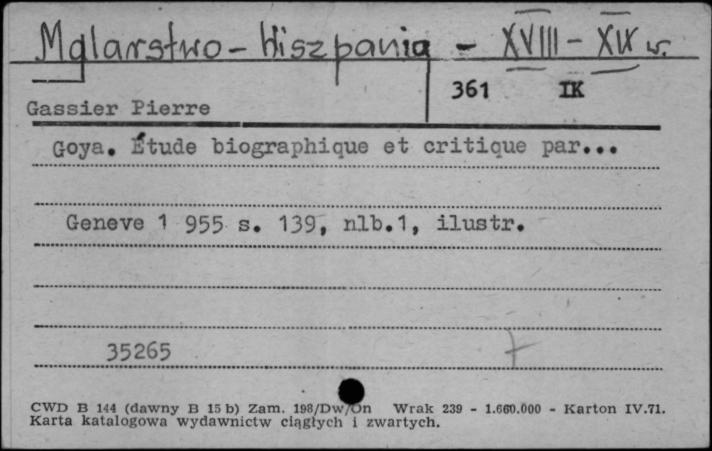 Malarstwo - Hiszpania - XVIII - XIX w.
361 IK
Gassier Pierre
Goya. Étude biographique et critique par...
Geneve 1 955 s. 139, nlb.1, ilustr.
35265
CWD B 144 (dawny B 15 b) Zam. 198/Dw/On Wrak 239 - 1.660.000 - Karton IV.71.
Karta katalogowa wydawnictw ciągłych i zwartych.